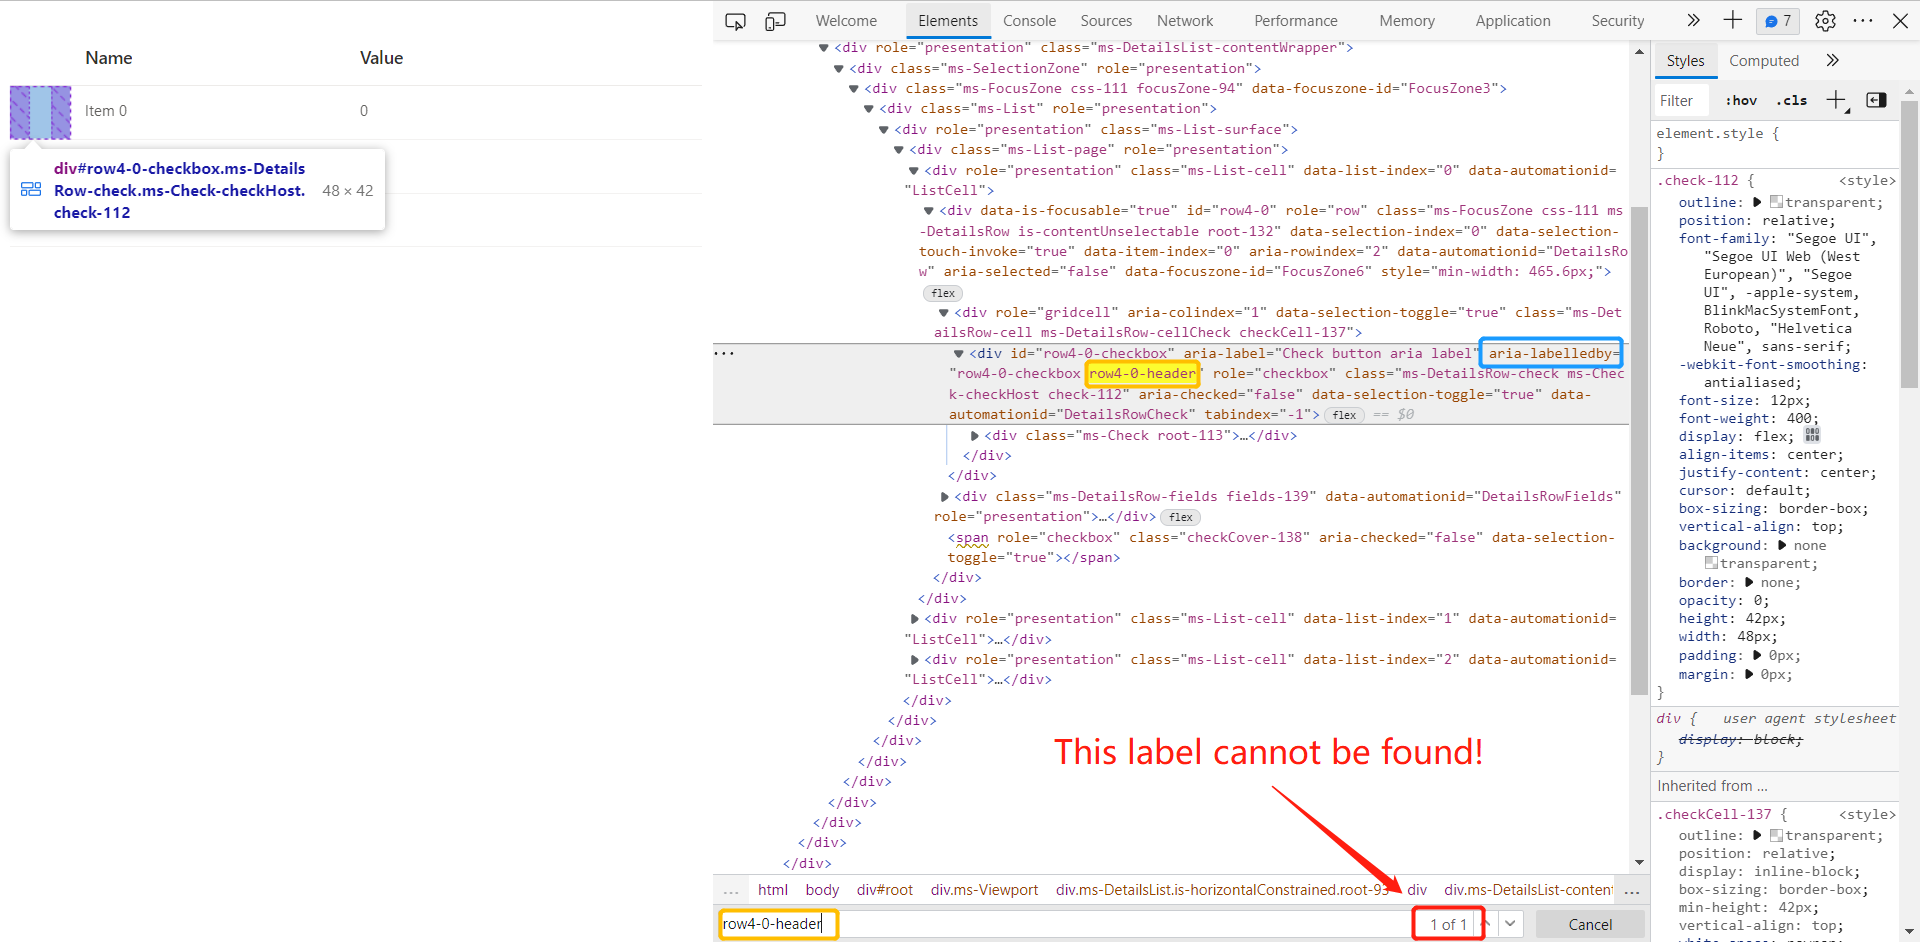 Welcome
Elements
Console
Sources
Network
Performance
Memory
Application
Security
7
Name
Value
Item 0
0
div#row4-0-checkbox.ms-Details
Row-check.ms-Check-checkHost.
check-112
48 × 42
<div role="presentation" class="ms-DetailsList-contentWrapper">
<div class="ms-SelectionZone" role="presentation">
<div class="ms-FocusZone css-111 focusZone-94" data-focuszone-id="FocusZone3">
<div class="ms-List" role="presentation">
<div role="presentation" class="ms-List-surface">
<div class="ms-List-page" role="presentation">
<div role="presentation" class="ms-List-cell" data-list-index="0" data-automationid=
"ListCell">
<div data-is-focusable="true" id="row4-0" role="row" class="ms-FocusZone css-111 ms
-DetailsRow is-contentUnselectable root-132" data-selection-index="0" data-selection-
touch-invoke="true" data-item-index="0" aria-rowindex="2" data-automationid="DetailsRo
w" aria-selected="false" data-focuszone-id="FocusZone6" style="min-width: 465.6px;">
flex
<div role="gridcell" aria-colindex="1" data-selection-toggle="true" class="ms-Det
ailsRow-cell ms-DetailsRow-cellCheck checkCell-137">
...
<div id="row4-0-checkbox" aria-label="Check button aria label" aria-labelledby=
"row4-0-checkbox row4-0-header" role="checkbox" class="ms-DetailsRow-check ms-Chec
k-checkHost check-112" aria-checked="false" data-selection-toggle="true" data-
automationid="DetailsRowCheck" tabindex="-1"> flex == $0
<div class="ms-Check root-113">…</div>
</div>
</div>
<div class="ms-DetailsRow-fields fields-139" data-automationid="DetailsRowFields"
role="presentation">…</div> flex
<span role="checkbox" class="checkCover-138" aria-checked="false" data-selection-
toggle="true"></span>
</div>
</div>
<div role="presentation" class="ms-List-cell" data-list-index="1" data-automationid=
"ListCell">…</div>
<div role="presentation" class="ms-List-cell" data-list-index="2" data-automationid=
"ListCell">…</div>
</div>
</div>
</div>
</div>
</div>
</div>
</div>
</div>
</div>
This label cannot be found!
... html body div#root div.ms-Viewport div.ms-DetailsList.is-horizontalConstrained.root-93 div div.ms-DetailsList-content ...
row4-0-header
1 of 1
Cancel
Styles
Computed
Filter
:hov
.cls
element.style {
}
.check-112 {
<style>
outline: transparent;
position: relative;
font-family: "Segoe UI",
"Segoe UI Web (West
European)", "Segoe
UI", -apple-system,
BlinkMacSystemFont,
Roboto, "Helvetica
Neue", sans-serif;
-webkit-font-smoothing:
antialiased;
font-size: 12px;
font-weight: 400;
display: flex;
align-items: center;
justify-content: center;
cursor: default;
box-sizing: border-box;
vertical-align: top;
background: none
transparent;
border: none;
opacity: 0;
height: 42px;
width: 48px;
padding: 0px;
margin: 0px;
}
div {
user agent stylesheet
display: block;
}
Inherited from ...
.checkCell-137 {
<style>
outline: transparent;
position: relative;
display: inline-block;
box-sizing: border-box;
min-height: 42px;
vertical-align: top;